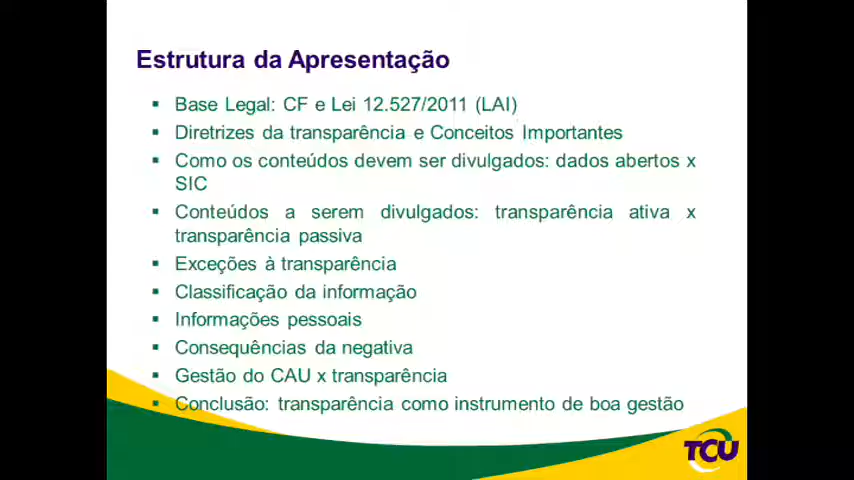 Estrutura da Apresentação
▪ Base Legal: CF e Lei 12.527/2011 (LAI)
▪ Diretrizes da transparência e Conceitos Importantes
▪ Como os conteúdos devem ser divulgados: dados abertos x
SIC
▪ Conteúdos a serem divulgados: transparência ativa x
transparência passiva
▪ Exceções à transparência
▪ Classificação da informação
▪ Informações pessoais
▪ Consequências da negativa
▪ Gestão do CAU x transparência
▪ Conclusão: transparência como instrumento de boa gestão
TCU